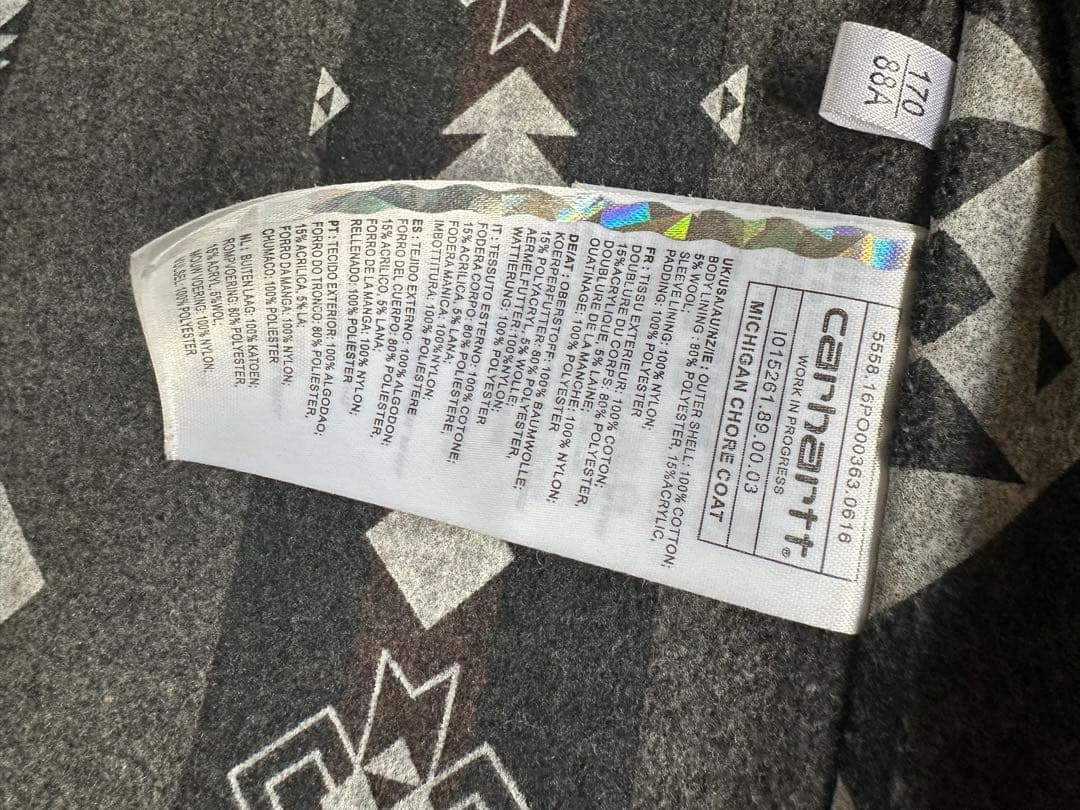 170
88A
5558.16PO00363.0616
carhartt®
WORK IN PROGRESS
I015261.89.00.03
MICHIGAN CHORE COAT
UK/USA/AUNZ/IE : OUTER SHELL: 100% COTTON;
BODY LINING : 80% POLYESTER, 15% ACRYLIC,
5% WOOL;
SLEEVE LINING: 100% NYLON;
PADDING: 100% POLYESTER
FR : TISSU EXTERIEUR: 100% COTON;
DOUBLURE DU CORPS: 80% POLYESTER,
15%ACRYLIQUE, 5% LAINE;
DOUBLURE DE LA MANCHE: 100% NYLON;
OUATINAGE: 100% POLYESTER
DE/AT : OBERSTOFF: 100% BAUMWOLLE;
KOERPERFUTTER: 80% POLYESTER,
15% POLYACRYL, 5% WOLLE;
AERMELFUTTER:100%NYLON;
WATTIERUNG: 100% POLYESTER
IT : TESSUTO ESTERNO: 100% COTONE;
FODERA CORPO: 80% POLIESTERE,
15% ACRILICA, 5% LANA;
FODERA MANICA: 100% NYLON;
IMBOTTITURA: 100% POLIESTERE
ES : TEJIDO EXTERNO: 100% ALGODON;
FORRO DEL CUERPO: 80% POLIESTER,
15% ACRILICO, 5% LANA;
FORRO DE LA MANGA: 100% NYLON;
RELLENADO: 100% POLIESTER
PT : TECIDO EXTERIOR: 100% ALGODAO;
FORRO DO TRONCO: 80% POLIESTER,
15% ACRILICA, 5% LA;
FORRO DA MANGA: 100% NYLON;
CHUMACO: 100% POLIESTER
NL : BUITEN LAAG: 100% KATOEN;
ROMPVOERING: 80% POLYESTER,
15% ACRYL, 5% WOL;
MOUWVOERING: 100% NYLON;
100% POLYESTER